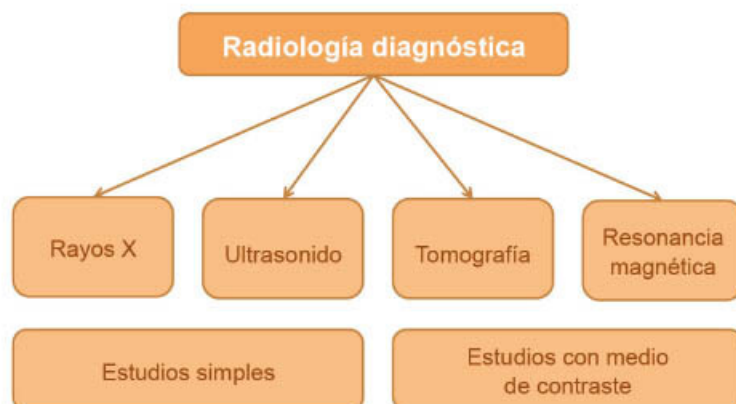 Radiología diagnóstica
Rayos X
Ultrasonido
Tomografía
Resonancia
magnética
Estudios simples
Estudios con medio
de contraste